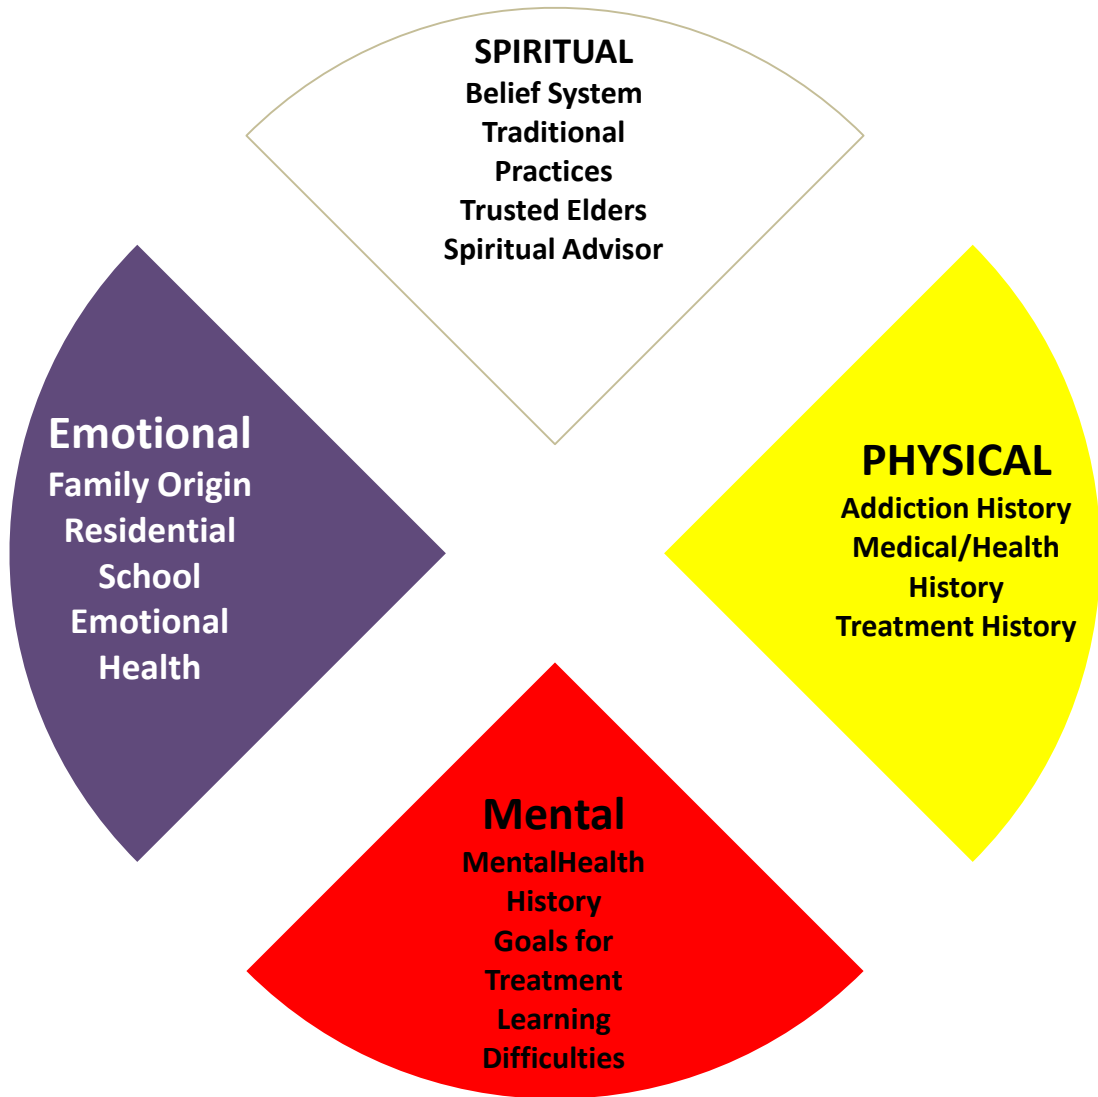 SPIRITUAL
Belief System
Traditional
Practices
Trusted Elders
Spiritual Advisor
Emotional
Family Origin
Residential
School
Emotional
Health
PHYSICAL
Addiction History
Medical/Health
History
Treatment History
Mental
MentalHealth
History
Goals for
Treatment
Learning
Difficulties